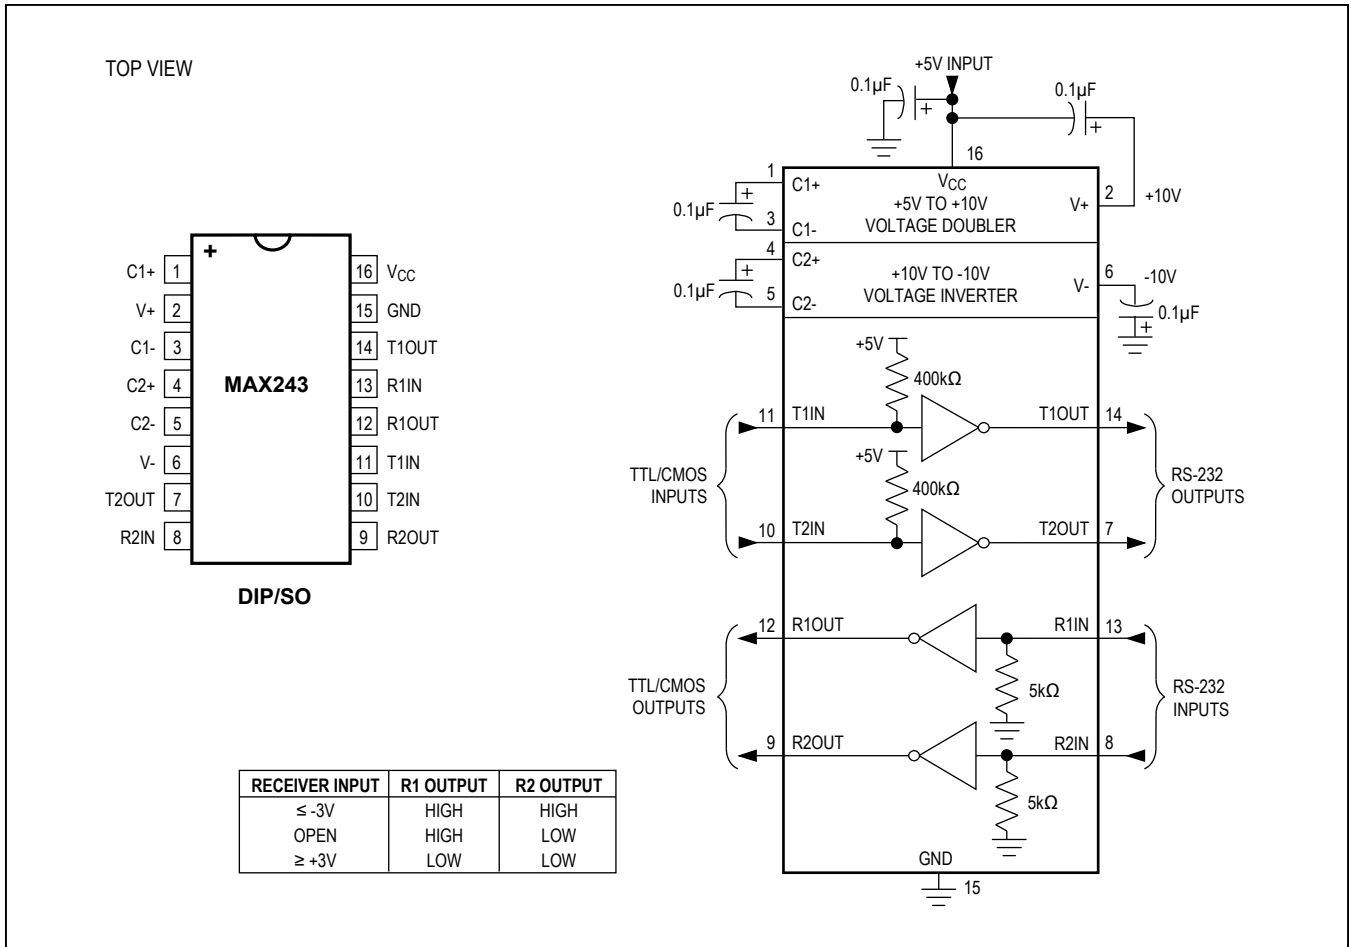 TOP VIEW
+
C1+ 1
V+ 2
C1- 3
C2+ 4
C2- 5
V- 6
T2OUT 7
R2IN 8
MAX243
16 VCC
15 GND
14 T1OUT
13 R1IN
12 R1OUT
11 T1IN
10 T2IN
9 R2OUT
DIP/SO
RECEIVER INPUT R1 OUTPUT R2 OUTPUT
≤ -3V HIGH HIGH
OPEN HIGH LOW
≥ +3V LOW LOW
+5V INPUT
0.1µF +
0.1µF +
16
VCC
+5V TO +10V
VOLTAGE DOUBLER
1 C1+
+
0.1µF
3 C1-
V+ 2 +10V
4 C2+
+
0.1µF
5 C2-
+10V TO -10V
VOLTAGE INVERTER
V- 6 -10V
0.1µF
+
+5V
400kΩ
11 T1IN T1OUT 14
+5V
400kΩ
TTL/CMOS
INPUTS
RS-232
OUTPUTS
10 T2IN T2OUT 7
12 R1OUT R1IN 13
5kΩ
TTL/CMOS
OUTPUTS
RS-232
INPUTS
9 R2OUT R2IN 8
5kΩ
GND
15